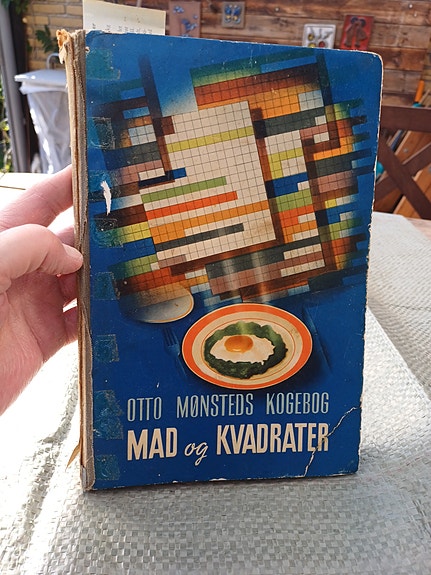 OTTO MØNSTEDS KOGEBOG
MAD og KVADRATER